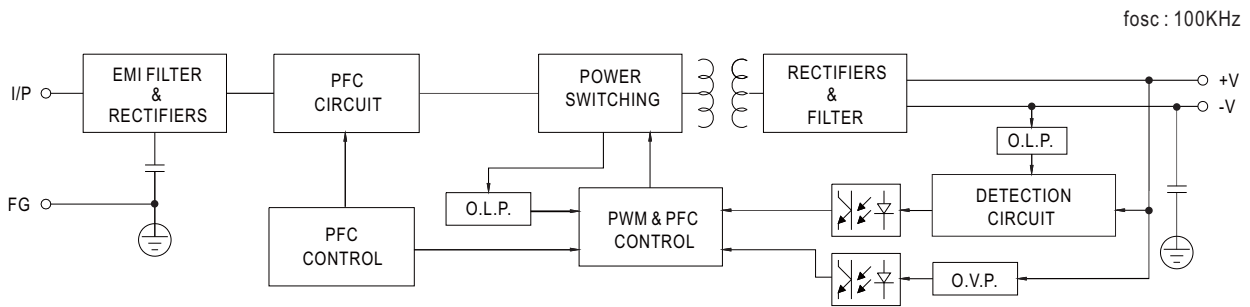 fosc : 100KHz
I/P
EMI FILTER
&
RECTIFIERS
PFC
CIRCUIT
POWER
SWITCHING
RECTIFIERS
&
FILTER
+V
-V
O.L.P.
FG
O.L.P.
PFC
CONTROL
PWM & PFC
CONTROL
DETECTION
CIRCUIT
O.V.P.